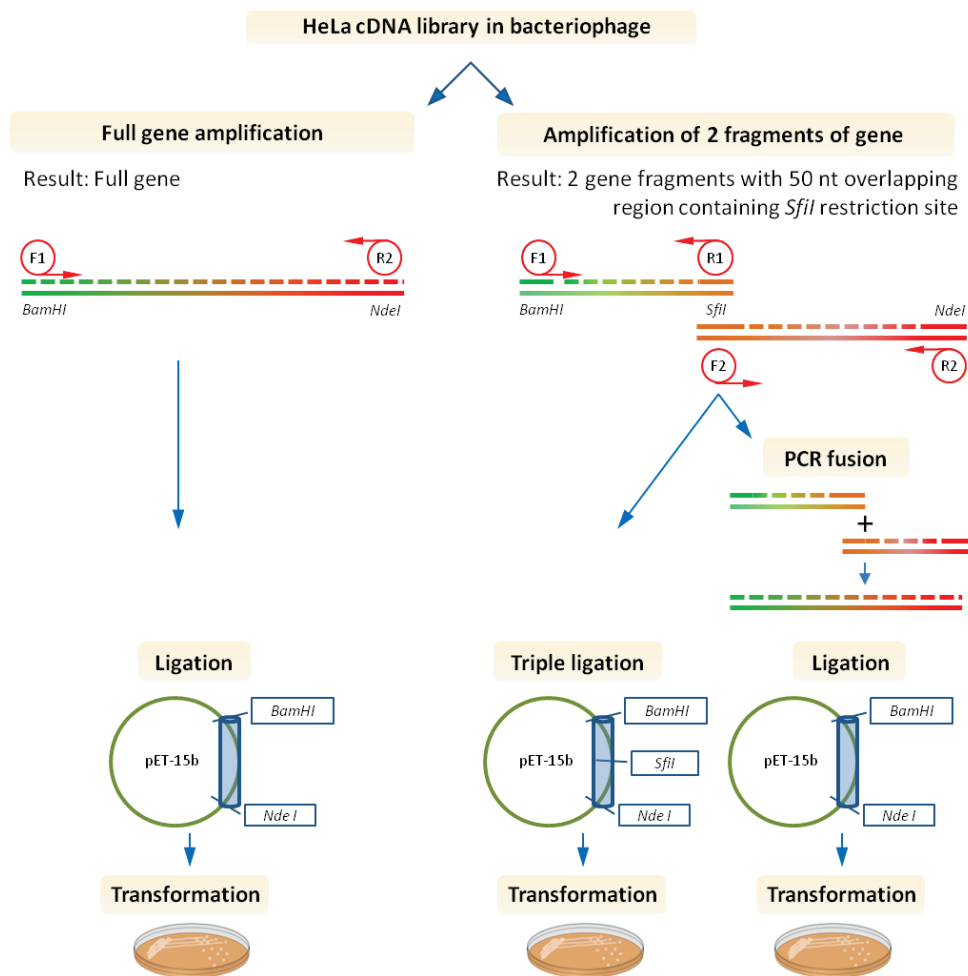 HeLa cDNA library in bacteriophage
Full gene amplification
Result: Full gene
F1
R2
BamHI
NdeI
Amplification of 2 fragments of gene
Result: 2 gene fragments with 50 nt overlapping
region containing SfiI restriction site
F1
R1
BamHI
SfiI
NdeI
F2
R2
PCR fusion
+
Ligation
BamHI
pET-15b
Nde I
Transformation
Triple ligation
BamHI
pET-15b
SfiI
Nde I
Transformation
Ligation
BamHI
pET-15b
Nde I
Transformation